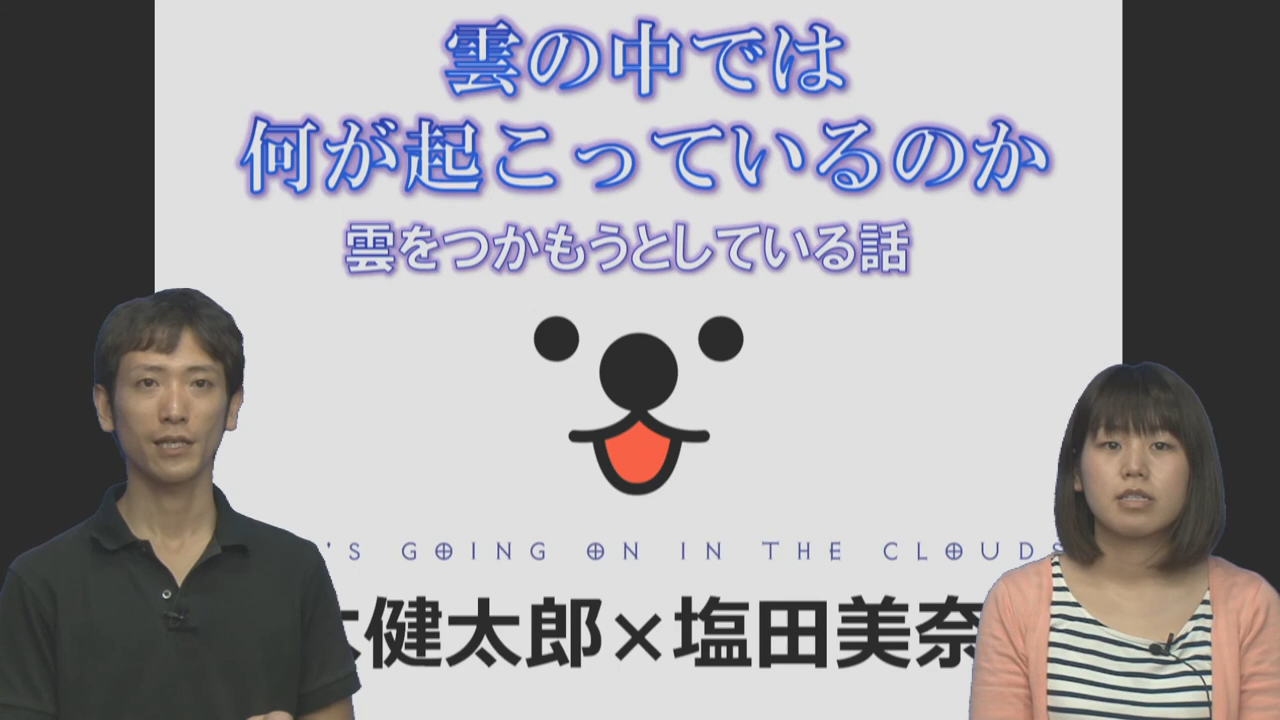 雲の中では
何が起こっているのか
雲をつかもうとしている話
'S GOING ON IN THE CLOUDS
健太郎×塩田美奈